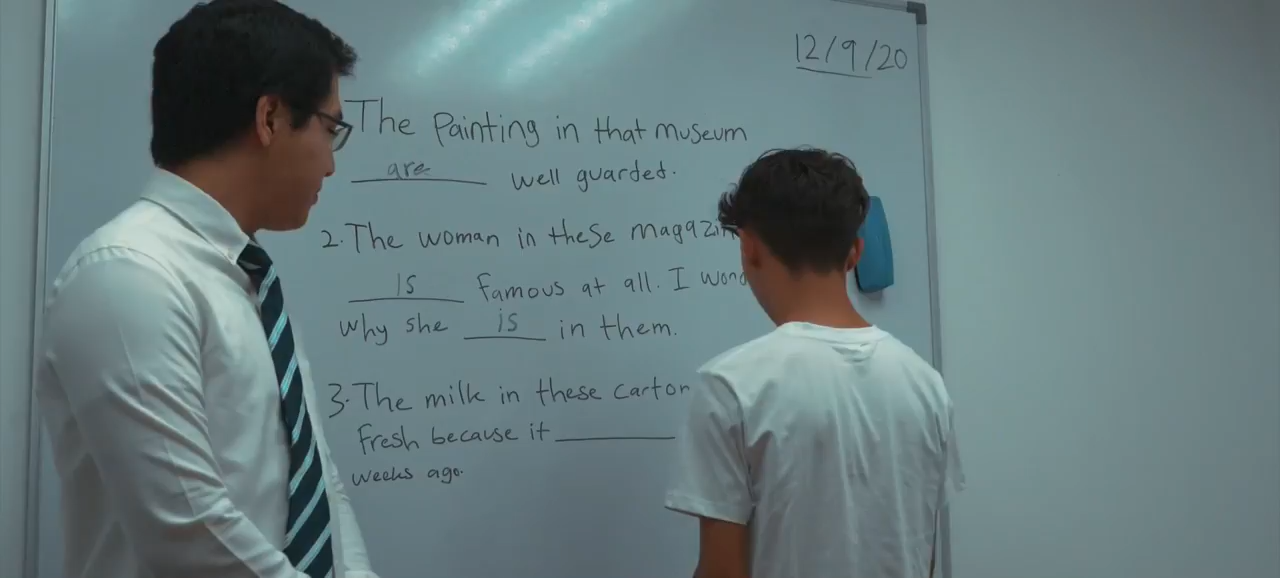 12/9/20
The Painting in that museum
are well guarded.
2. The woman in these
is famous at all. I
why she is in them.
3. The milk in these
fresh because it
weeks ago.